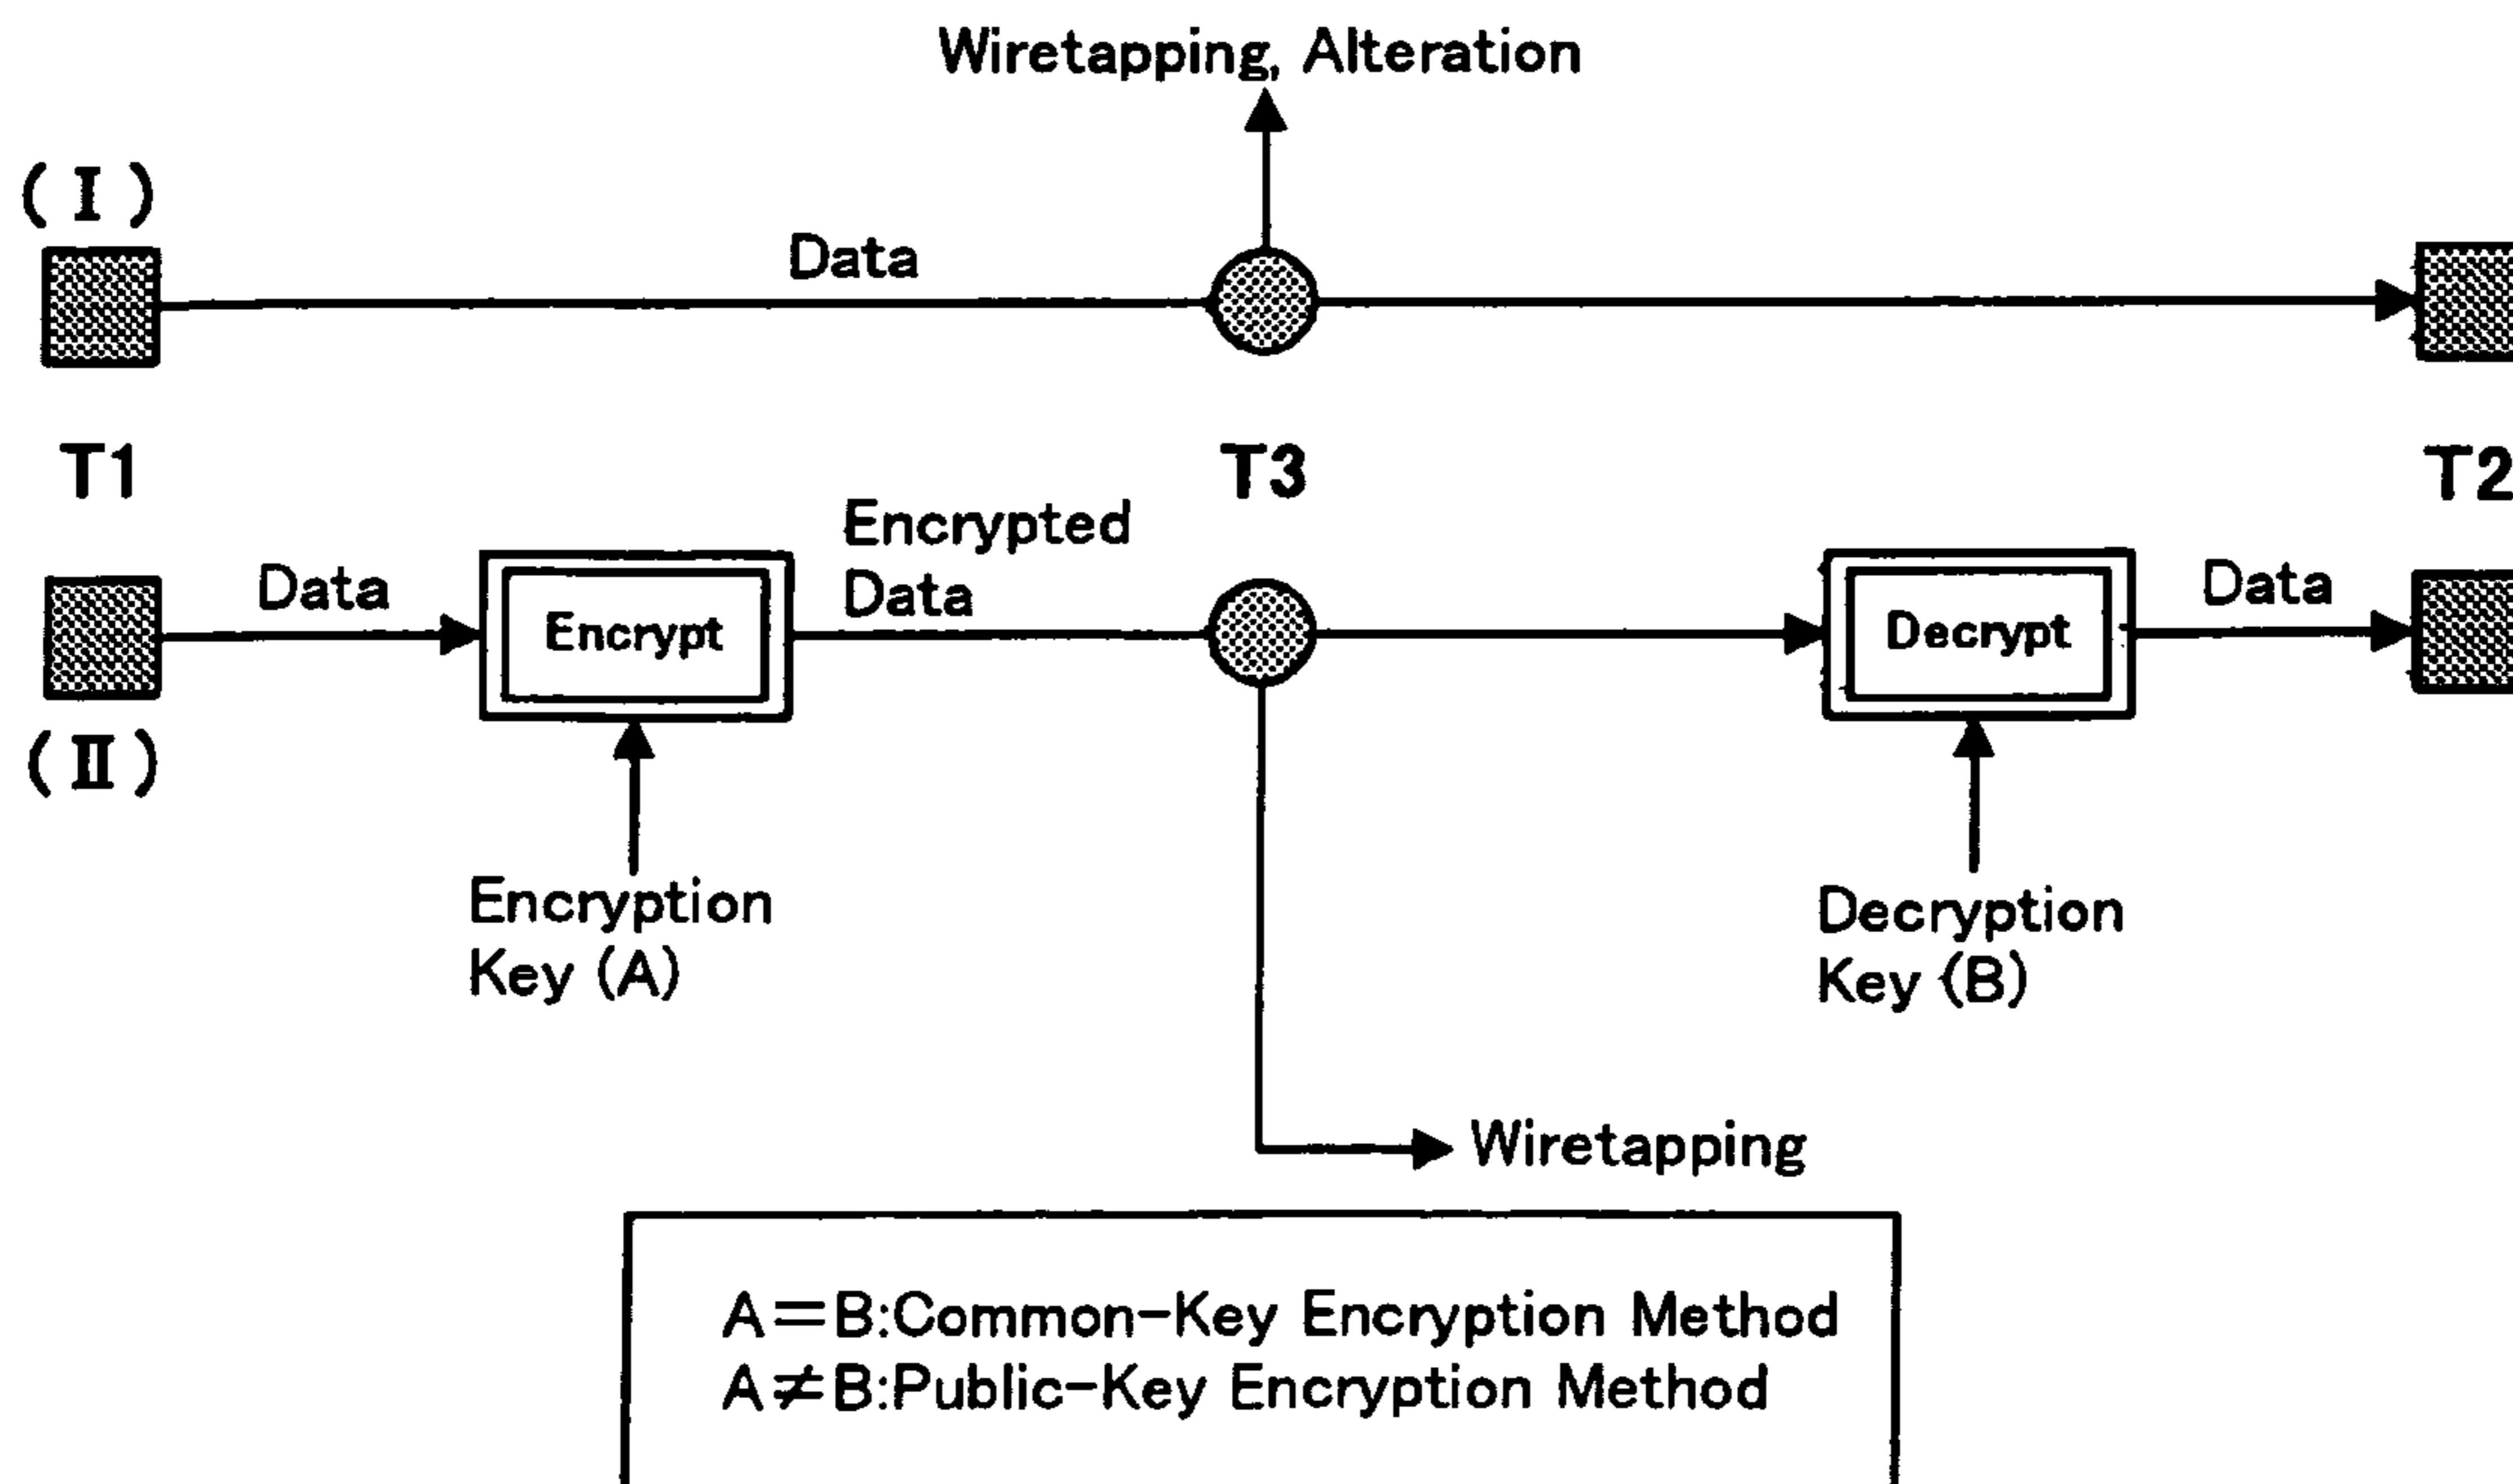 Wiretapping, Alteration
(Ⅰ)
Data
T1
T3
T2
Encrypted
Data
Data
Data
Encrypt
Decrypt
(Ⅱ)
Encryption
Key (A)
Decryption
Key (B)
Wiretapping
A=B:Common-Key Encryption Method
A≠B:Public-Key Encryption Method